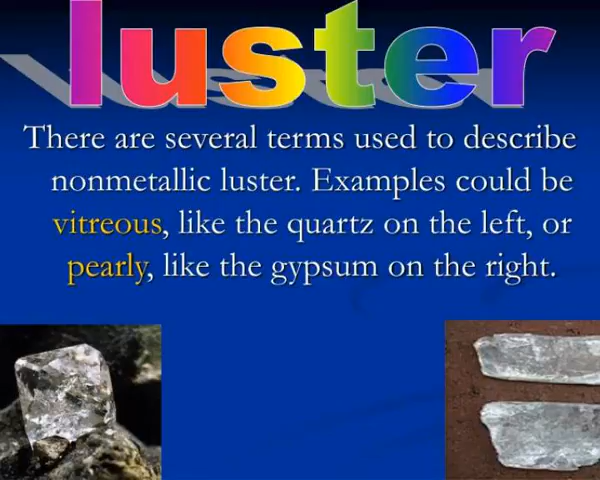 luster
There are several terms used to describe
nonmetallic luster. Examples could be
vitreous, like the quartz on the left, or
pearly, like the gypsum on the right.